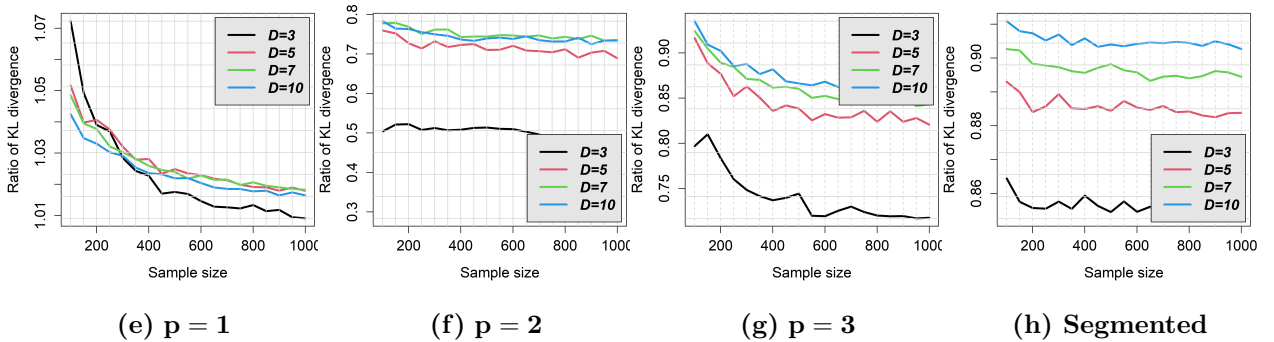 Ratio of KL divergence
1.07
1.05
1.03
1.01
D=3
D=5
D=7
D=10
200 400 600 800 1000
Sample size
(e) p = 1
Ratio of KL divergence
0.8
0.7
0.6
0.5
0.4
0.3
D=3
D=5
D=7
D=10
200 400 600 800 1000
Sample size
(f) p = 2
Ratio of KL divergence
0.90
0.85
0.80
0.75
D=3
D=5
D=7
D=10
200 400 600 800 1000
Sample size
(g) p = 3
Ratio of KL divergence
0.90
0.88
0.86
D=3
D=5
D=7
D=10
200 400 600 800 1000
Sample size
(h) Segmented